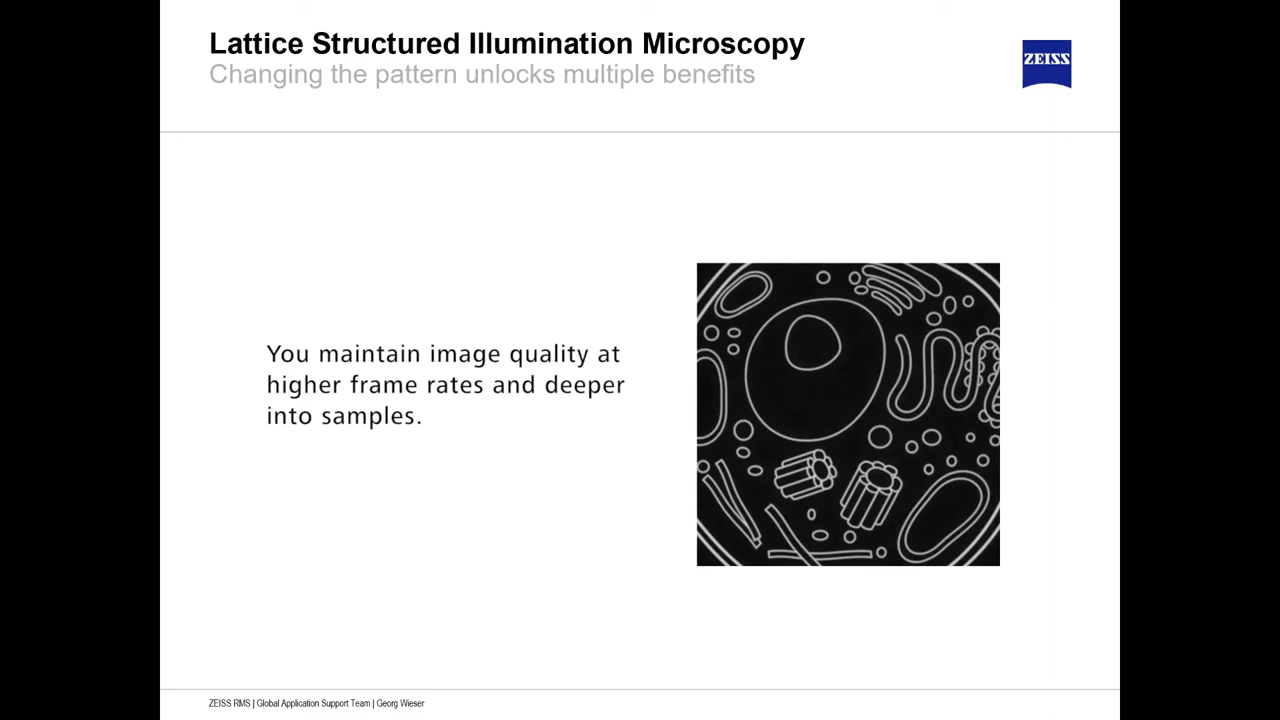 Lattice Structured Illumination Microscopy
Changing the pattern unlocks multiple benefits
ZEISS
You maintain image quality at
higher frame rates and deeper
into samples.
ZEISS RMS | Global Application Support Team | Georg Wieser